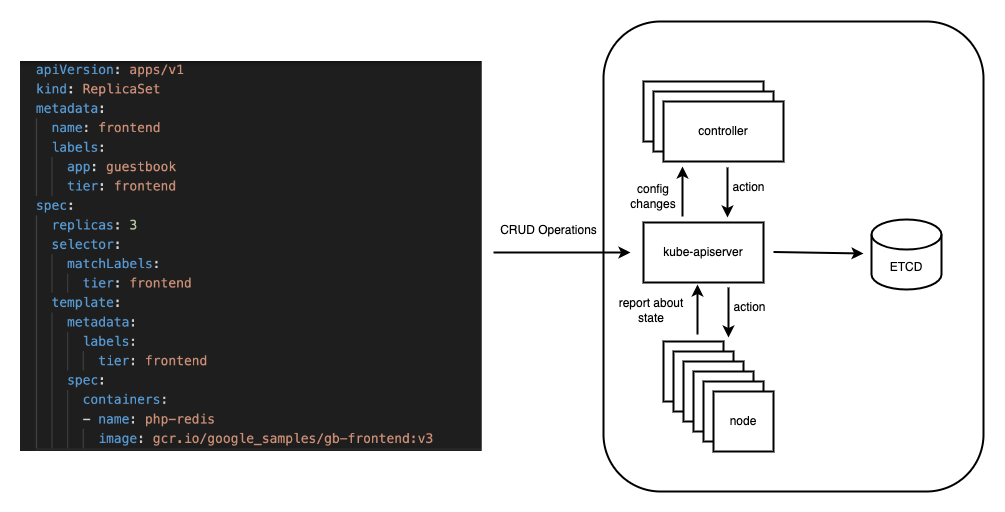 apiVersion: apps/v1
kind: ReplicaSet
metadata:
  name: frontend
  labels:
    app: guestbook
    tier: frontend
spec:
  replicas: 3
  selector:
    matchLabels:
      tier: frontend
  template:
    metadata:
      labels:
        tier: frontend
    spec:
      containers:
      - name: php-redis
        image: gcr.io/google_samples/gb-frontend:v3
CRUD Operations
controller
config
changes
action
kube-apiserver
ETCD
report about
state
action
node